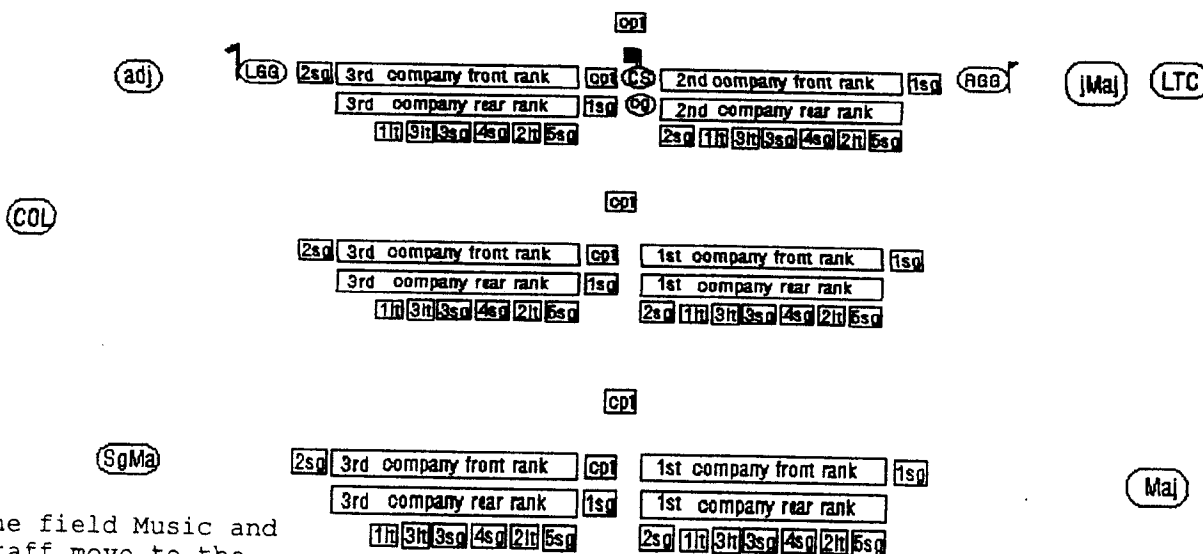 cpt
adj LGG 2sg 3rd company front rank cpt CS 2nd company front rank 1sg RGG jMaj LTC
3rd company rear rank 1sg bg 2nd company rear rank
1lt 3lt 3sg 4sg 2lt 5sg 2sg 1lt 3lt 3sg 4sg 2lt 5sg
cpt
COL
2sg 3rd company front rank cpt 1st company front rank 1sg
3rd company rear rank 1sg 1st company rear rank
1lt 3lt 3sg 4sg 2lt 5sg 2sg 1lt 3lt 3sg 4sg 2lt 5sg
cpt
SgMa 2sg 3rd company front rank cpt 1st company front rank 1sg Maj
3rd company rear rank 1sg 1st company rear rank
1lt 3lt 3sg 4sg 2lt 5sg 2sg 1lt 3lt 3sg 4sg 2lt 5sg
ne field Music and
taff move to the